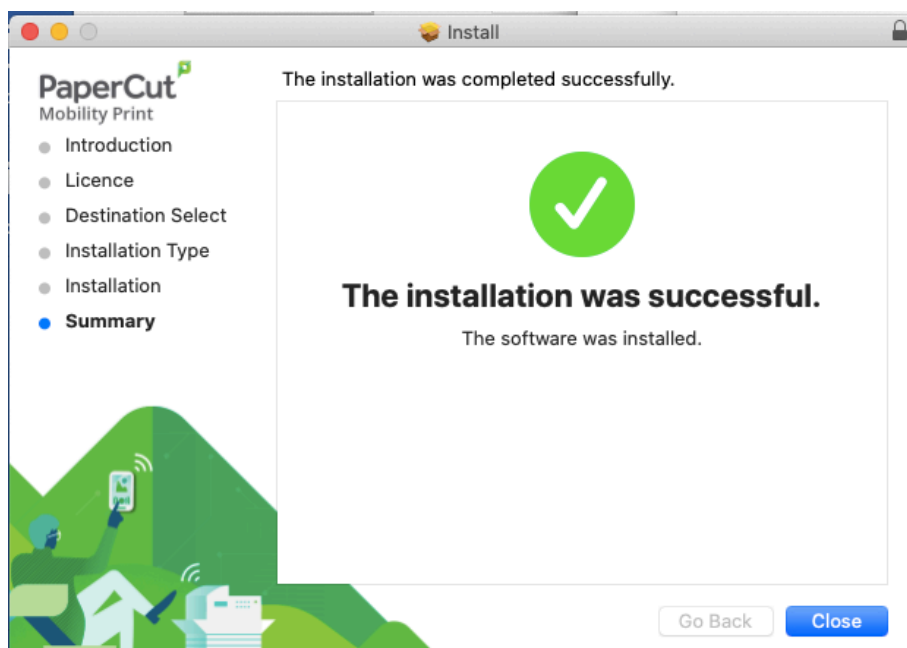 Install
PaperCut
Mobility Print
The installation was completed successfully.
Introduction
Licence
Destination Select
Installation Type
Installation
Summary
The installation was successful.
The software was installed.
Go Back
Close